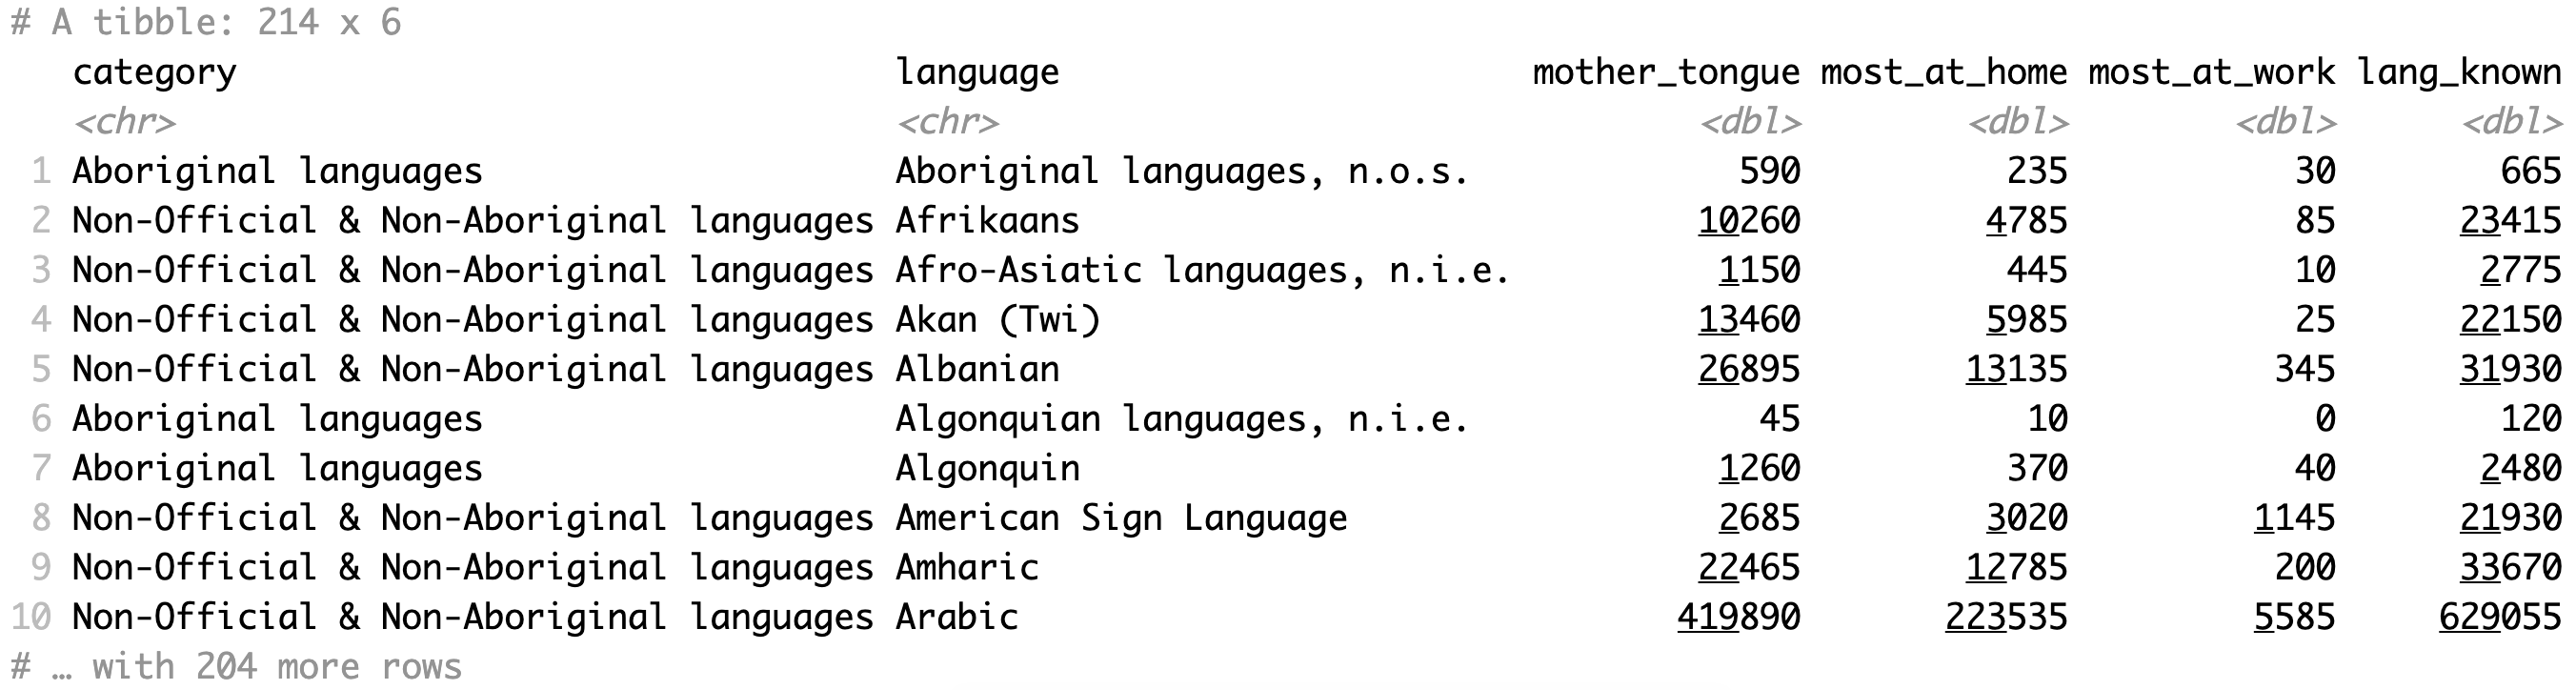 # A tibble: 214 x 6
category language mother_tongue most_at_home most_at_work lang_known
<chr> <chr> <dbl> <dbl> <dbl> <dbl>
1 Aboriginal languages Aboriginal languages, n.o.s. 590 235 30 665
2 Non-Official & Non-Aboriginal languages Afrikaans 10260 4785 85 23415
3 Non-Official & Non-Aboriginal languages Afro-Asiatic languages, n.i.e. 1150 445 10 2775
4 Non-Official & Non-Aboriginal languages Akan (Twi) 13460 5985 25 22150
5 Non-Official & Non-Aboriginal languages Albanian 26895 13135 345 31930
6 Aboriginal languages Algonquian languages, n.i.e. 45 10 0 120
7 Aboriginal languages Algonquin 1260 370 40 2480
8 Non-Official & Non-Aboriginal languages American Sign Language 2685 3020 1145 21930
9 Non-Official & Non-Aboriginal languages Amharic 22465 12785 200 33670
10 Non-Official & Non-Aboriginal languages Arabic 419890 223535 5585 629055
# … with 204 more rows